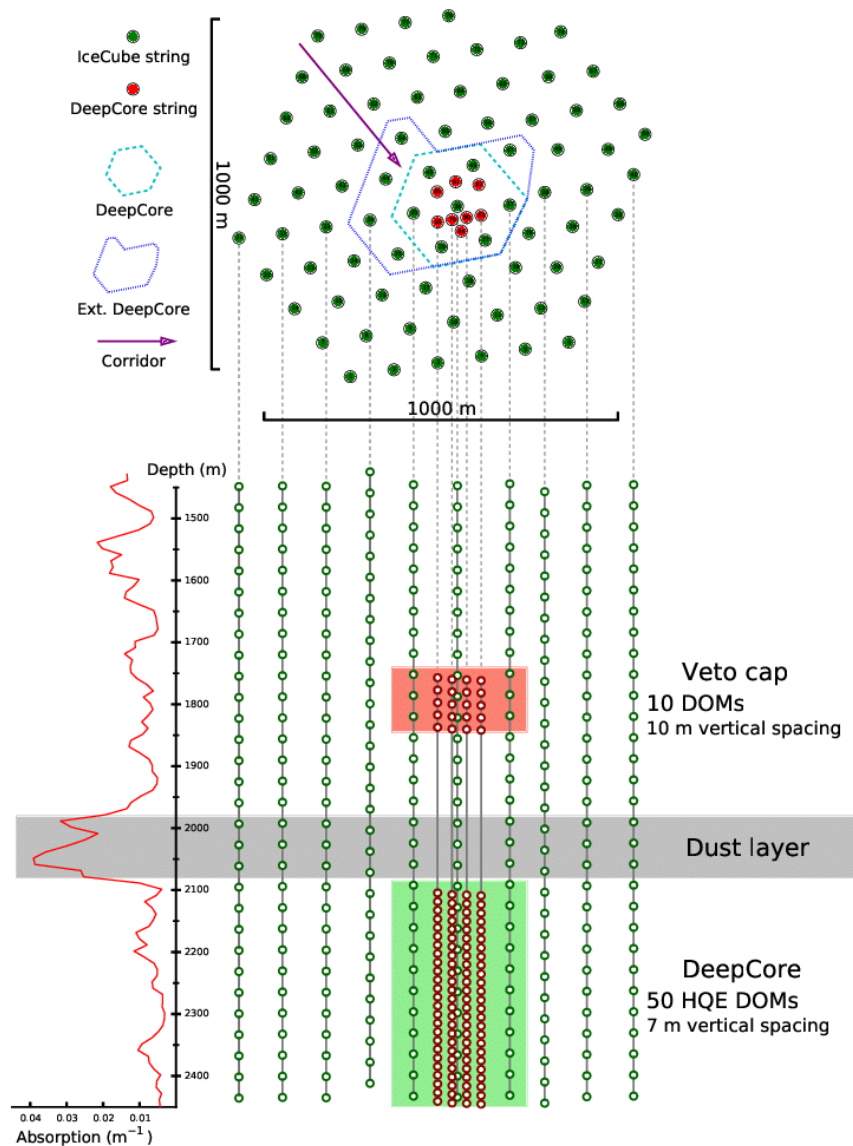 IceCube string
DeepCore string
DeepCore
Ext. DeepCore
Corridor
1000 m
1000 m
Depth (m)
1500
1600
1700
1800
1900
2000
2100
2200
2300
2400
Veto cap
10 DOMs
10 m vertical spacing
Dust layer
DeepCore
50 HQE DOMs
7 m vertical spacing
0.04 0.03 0.02 0.01
Absorption (m⁻¹)